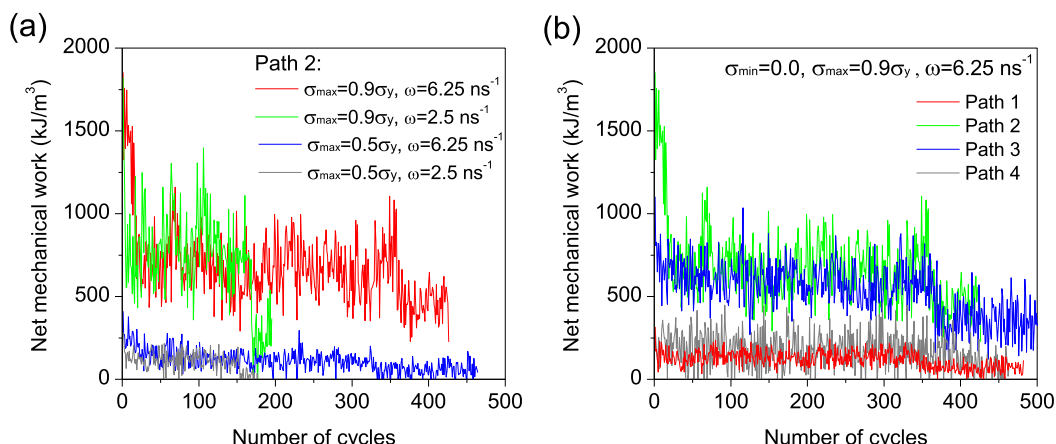 (a)
2000
1500
1000
500
0
Net mechanical work (kJ/m³)
Path 2:
σmax=0.9σy, ω=6.25 ns⁻¹
σmax=0.9σy, ω=2.5 ns⁻¹
σmax=0.5σy, ω=6.25 ns⁻¹
σmax=0.5σy, ω=2.5 ns⁻¹
0 100 200 300 400 500
Number of cycles
(b)
2000
1500
1000
500
0
Net mechanical work (kJ/m³)
σmin=0.0, σmax=0.9σy , ω=6.25 ns⁻¹
Path 1
Path 2
Path 3
Path 4
0 100 200 300 400 500
Number of cycles